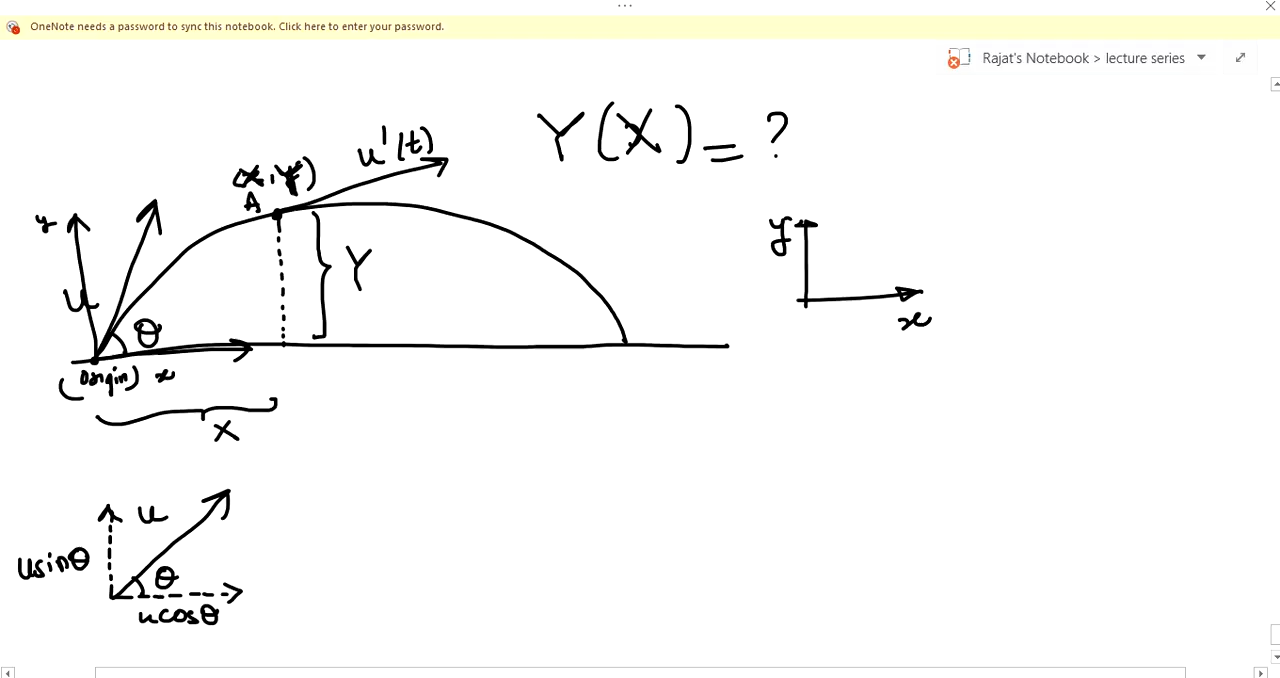 OneNote needs a password to sync this notebook. Click here to enter your password.
Rajat's Notebook > lecture series
Y(X) = ?
u'(t)
(X, Y)
A
y
u
θ
Y
(Origin) x
X
y
x
u
usinθ
θ
ucosθ